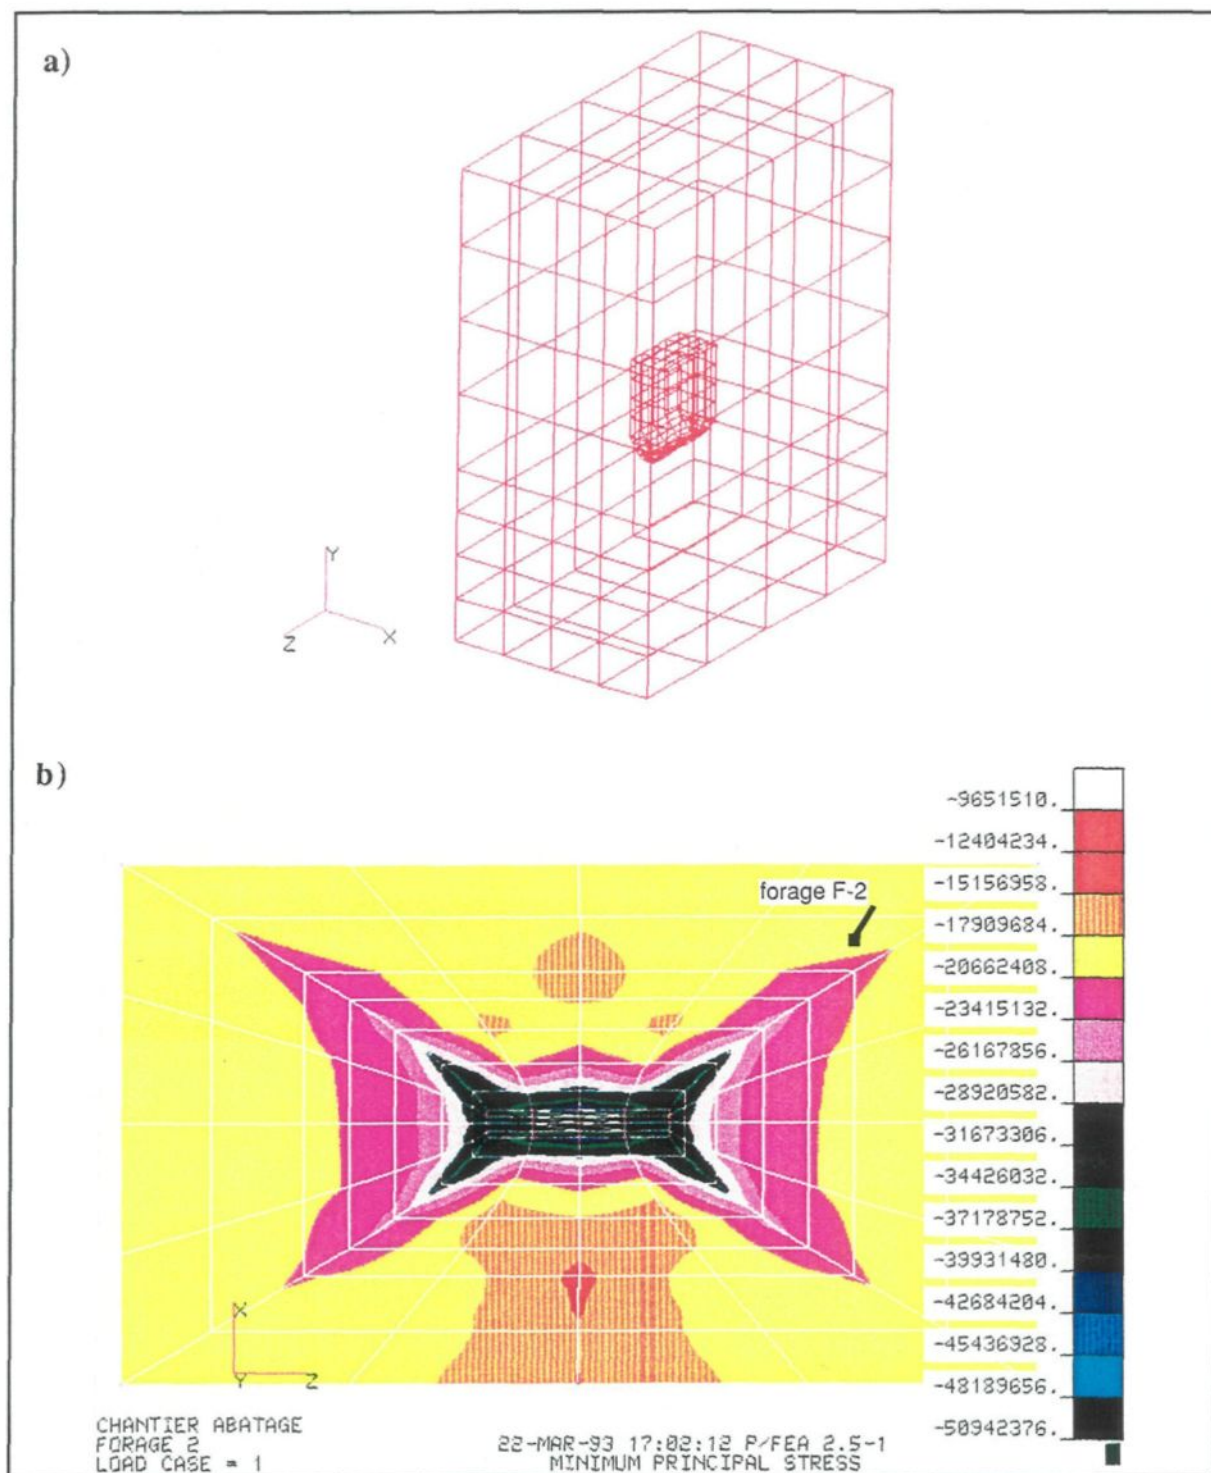 a)
Y
Z
X
b)
-9651510.
-12404234.
-15156958.
forage F-2
-17909684.
-20662408.
-23415132.
-26167856.
-28920582.
-31673306.
-34426032.
-37178752.
-39931480.
-42684204.
X
-45436928.
Y
Z
-48189656.
-50942376.
CHANTIER ABATAGE
FORAGE 2
LOAD CASE = 1
22-MAR-93 17:02:12 P/FEA 2.5-1
MINIMUM PRINCIPAL STRESS